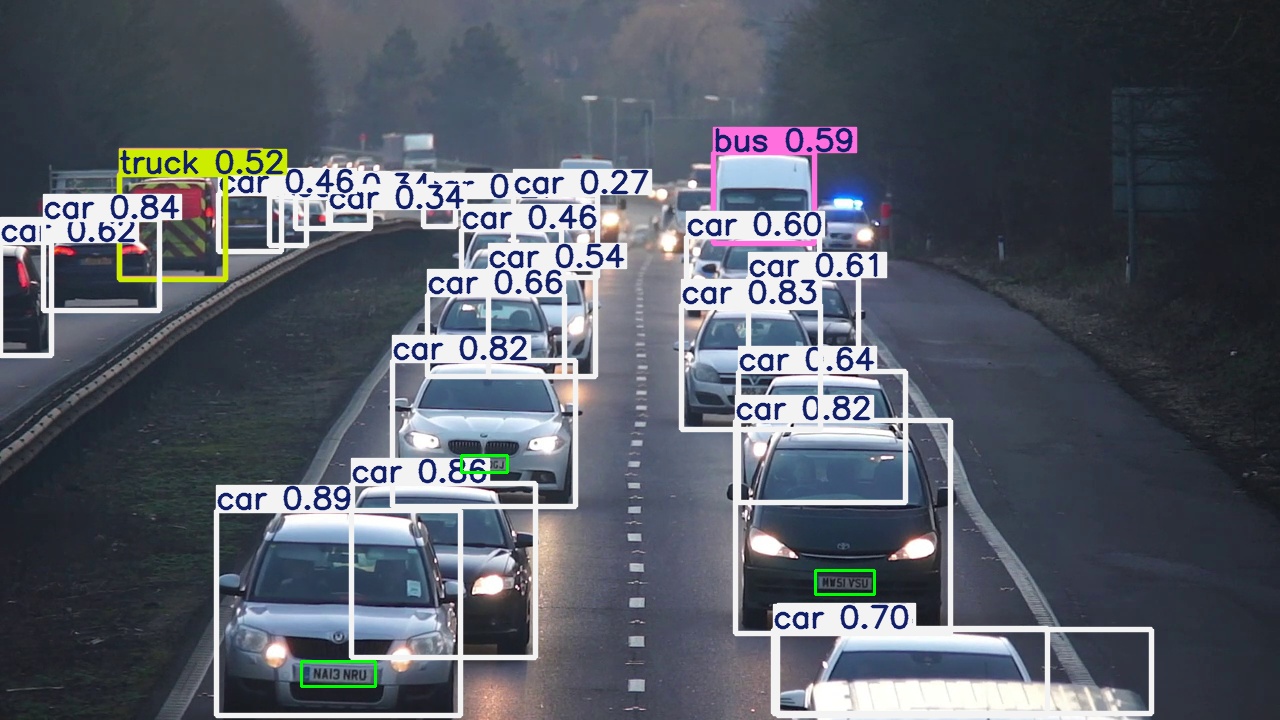 bus 0.59
truck 0.52
car 0.46
car 0.27
car 0.34
car 0.84
car 0.62
car 0.46
car 0.60
car 0.54
car 0.61
car 0.66
car 0.83
car 0.82
car 0.64
car 0.82
car 0.86
car 0.89
MW51 VSU
car 0.70
NA13 NRU